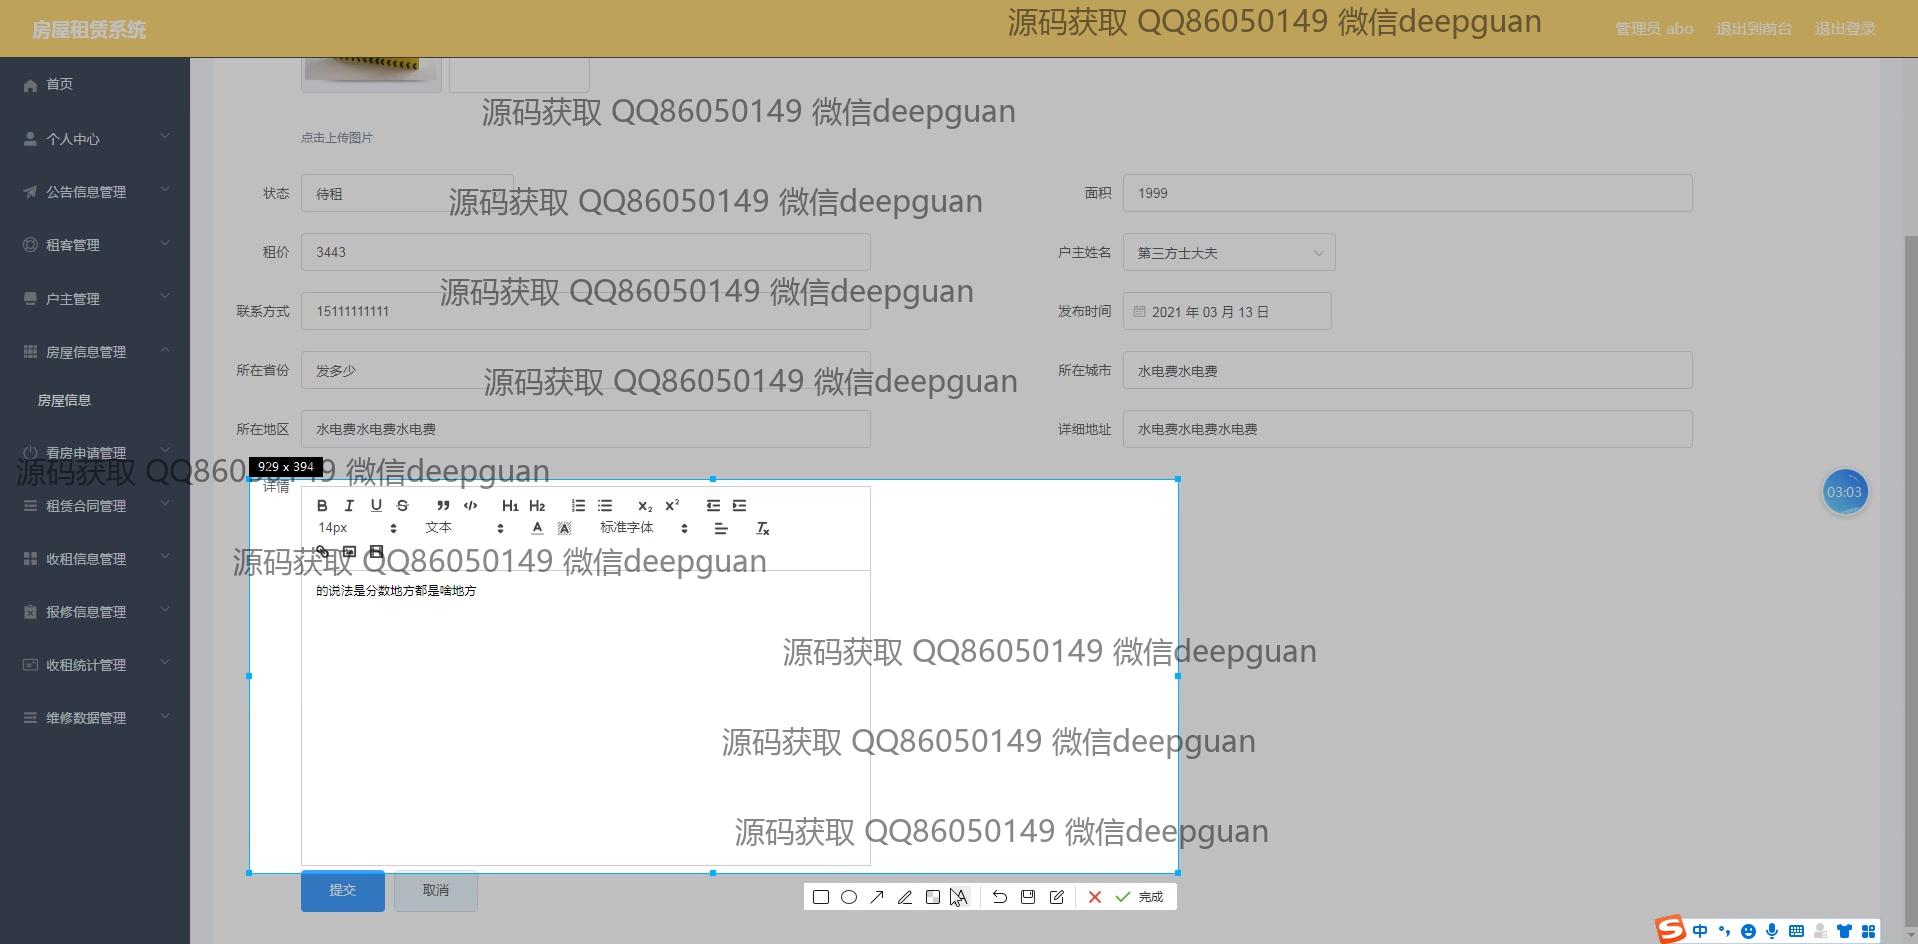 房屋租赁系统
源码获取 QQ86050149 微信deepguan
管理员 abo
退出到前台
退出登录
首页
源码获取 QQ86050149 微信deepguan
个人中心
点击上传图片
公告信息管理
状态
待租
源码获取 QQ86050149 微信deepguan
面积
1999
租客管理
租价
3443
户主姓名
第三方士大夫
户主管理
源码获取 QQ86050149 微信deepguan
联系方式
15111111111
发布时间
2021 年 03 月 13 日
房屋信息管理
所在省份
发多少
源码获取 QQ86050149 微信deepguan
所在城市
水电费水电费
房屋信息
所在地区
水电费水电费水电费
详细地址
水电费水电费水电费
看房申请管理
源码获取 QQ86050149 微信deepguan
929 x 394
详情
03:03
租赁合同管理
B I U S H1 H2 x₂ x²
14px
文本
A A
标准字体
Tx
收租信息管理
源码获取 QQ86050149 微信deepguan
的说法是分数地方都是啥地方
报修信息管理
收租统计管理
源码获取 QQ86050149 微信deepguan
维修数据管理
源码获取 QQ86050149 微信deepguan
源码获取 QQ86050149 微信deepguan
提交
取消
A
完成
S 中